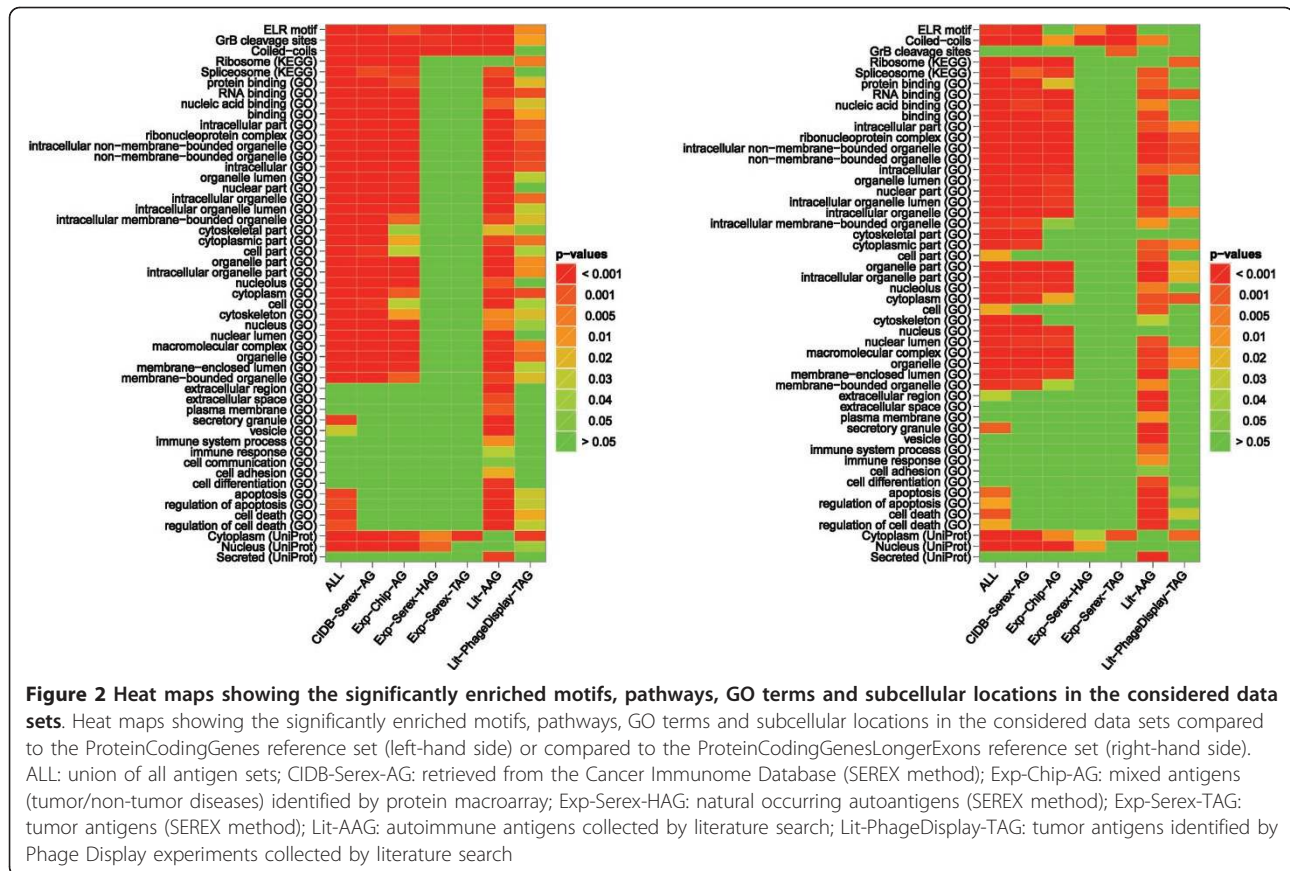 ELR motif
GrB cleavage sites
Coiled-coils
Ribosome (KEGG)
Spliceosome (KEGG)
protein binding (GO)
RNA binding (GO)
nucleic acid binding (GO)
binding (GO)
intracellular part (GO)
ribonucleoprotein complex (GO)
intracellular non-membrane-bounded organelle (GO)
non-membrane-bounded organelle (GO)
intracellular (GO)
organelle lumen (GO)
nuclear part (GO)
intracellular organelle (GO)
intracellular organelle lumen (GO)
intracellular membrane-bounded organelle (GO)
cytoskeletal part (GO)
cytoplasmic part (GO)
cell part (GO)
organelle part (GO)
intracellular organelle part (GO)
nucleolus (GO)
cytoplasm (GO)
cell (GO)
cytoskeleton (GO)
nucleus (GO)
nuclear lumen (GO)
macromolecular complex (GO)
organelle (GO)
membrane-enclosed lumen (GO)
membrane-bounded organelle (GO)
extracellular region (GO)
extracellular space (GO)
plasma membrane (GO)
secretory granule (GO)
vesicle (GO)
immune system process (GO)
immune response (GO)
cell communication (GO)
cell adhesion (GO)
cell differentiation (GO)
apoptosis (GO)
regulation of apoptosis (GO)
cell death (GO)
regulation of cell death (GO)
Cytoplasm (UniProt)
Nucleus (UniProt)
Secreted (UniProt)
ALL
CIDB-Serex-AG
Exp-Chip-AG
Exp-Serex-HAG
Exp-Serex-TAG
Lit-AAG
Lit-PhageDisplay-TAG
p-values
< 0.001
0.001
0.005
0.01
0.02
0.03
0.04
0.05
> 0.05
ELR motif
Coiled-coils
GrB cleavage sites
Ribosome (KEGG)
Spliceosome (KEGG)
protein binding (GO)
RNA binding (GO)
nucleic acid binding (GO)
binding (GO)
intracellular part (GO)
ribonucleoprotein complex (GO)
intracellular non-membrane-bounded organelle (GO)
non-membrane-bounded organelle (GO)
intracellular (GO)
organelle lumen (GO)
nuclear part (GO)
intracellular organelle lumen (GO)
intracellular organelle (GO)
intracellular membrane-bounded organelle (GO)
cytoskeletal part (GO)
cytoplasmic part (GO)
cell part (GO)
organelle part (GO)
intracellular organelle part (GO)
nucleolus (GO)
cytoplasm (GO)
cell (GO)
cytoskeleton (GO)
nucleus (GO)
nuclear lumen (GO)
macromolecular complex (GO)
organelle (GO)
membrane-enclosed lumen (GO)
membrane-bounded organelle (GO)
extracellular region (GO)
extracellular space (GO)
plasma membrane (GO)
secretory granule (GO)
vesicle (GO)
immune system process (GO)
immune response (GO)
cell adhesion (GO)
cell differentiation (GO)
apoptosis (GO)
regulation of apoptosis (GO)
cell death (GO)
regulation of cell death (GO)
Cytoplasm (UniProt)
Nucleus (UniProt)
Secreted (UniProt)
ALL
CIDB-Serex-AG
Exp-Chip-AG
Exp-Serex-HAG
Exp-Serex-TAG
Lit-AAG
Lit-PhageDisplay-TAG
p-values
< 0.001
0.001
0.005
0.01
0.02
0.03
0.04
0.05
> 0.05
Figure 2 Heat maps showing the significantly enriched motifs, pathways, GO terms and subcellular locations in the considered data
sets. Heat maps showing the significantly enriched motifs, pathways, GO terms and subcellular locations in the considered data sets compared
to the ProteinCodingGenes reference set (left-hand side) or compared to the ProteinCodingGenesLongerExons reference set (right-hand side).
ALL: union of all antigen sets; CIDB-Serex-AG: retrieved from the Cancer Immunome Database (SEREX method); Exp-Chip-AG: mixed antigens
(tumor/non-tumor diseases) identified by protein macroarray; Exp-Serex-HAG: natural occurring autoantigens (SEREX method); Exp-Serex-TAG:
tumor antigens (SEREX method); Lit-AAG: autoimmune antigens collected by literature search; Lit-PhageDisplay-TAG: tumor antigens identified by
Phage Display experiments collected by literature search